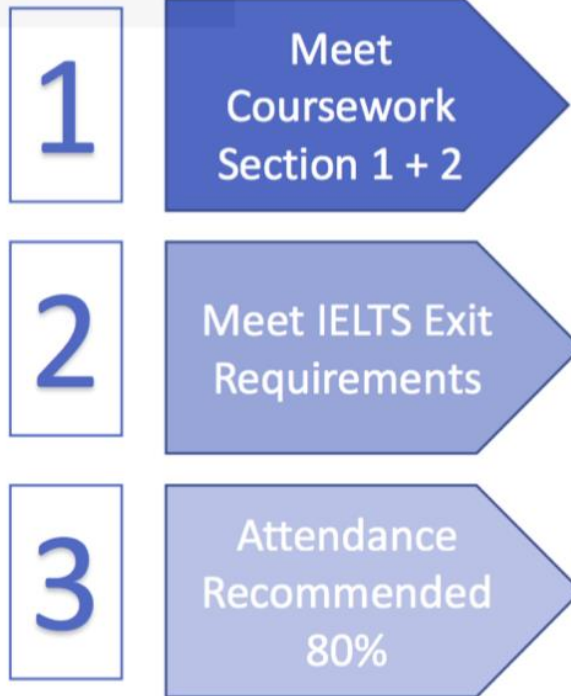 1
Meet
Coursework
Section 1 + 2
2
Meet IELTS Exit
Requirements
3
Attendance
Recommended
80%